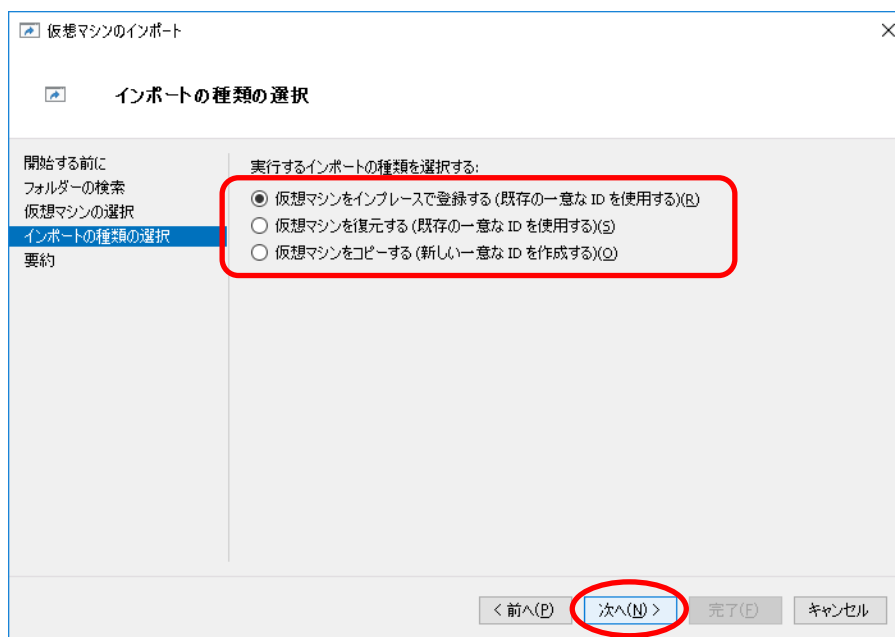 仮想マシンのインポート
インポートの種類の選択
開始する前に
フォルダーの検索
仮想マシンの選択
インポートの種類の選択
要約
実行するインポートの種類を選択する:
仮想マシンをインプレースで登録する (既存の一意な ID を使用する)(R)
仮想マシンを復元する (既存の一意な ID を使用する)(S)
仮想マシンをコピーする (新しい一意な ID を作成する)(O)
< 前へ(P)
次へ(N) >
完了(F)
キャンセル